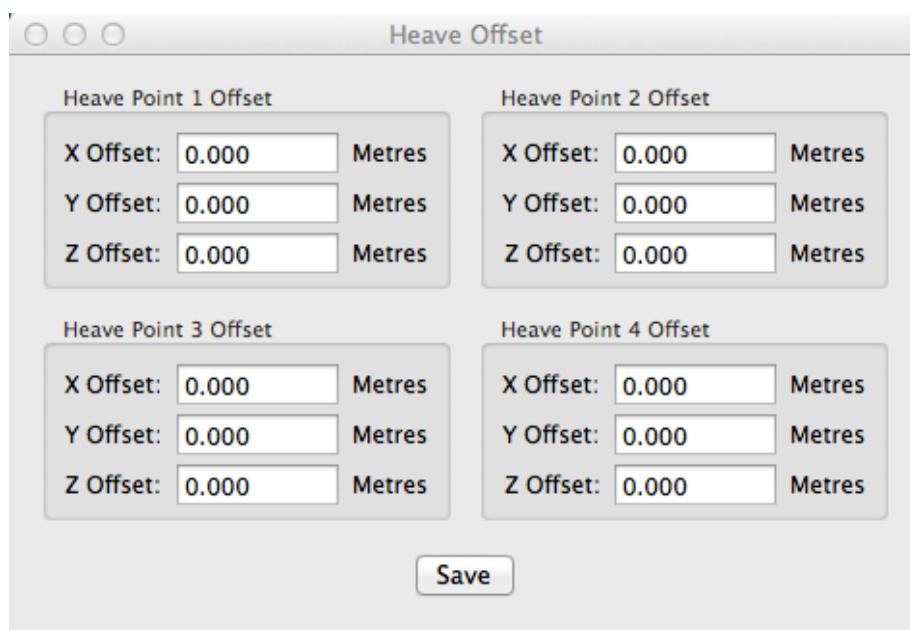 Heave Offset
Heave Point 1 Offset
X Offset: 0.000 Metres
Y Offset: 0.000 Metres
Z Offset: 0.000 Metres
Heave Point 2 Offset
X Offset: 0.000 Metres
Y Offset: 0.000 Metres
Z Offset: 0.000 Metres
Heave Point 3 Offset
X Offset: 0.000 Metres
Y Offset: 0.000 Metres
Z Offset: 0.000 Metres
Heave Point 4 Offset
X Offset: 0.000 Metres
Y Offset: 0.000 Metres
Z Offset: 0.000 Metres
Save